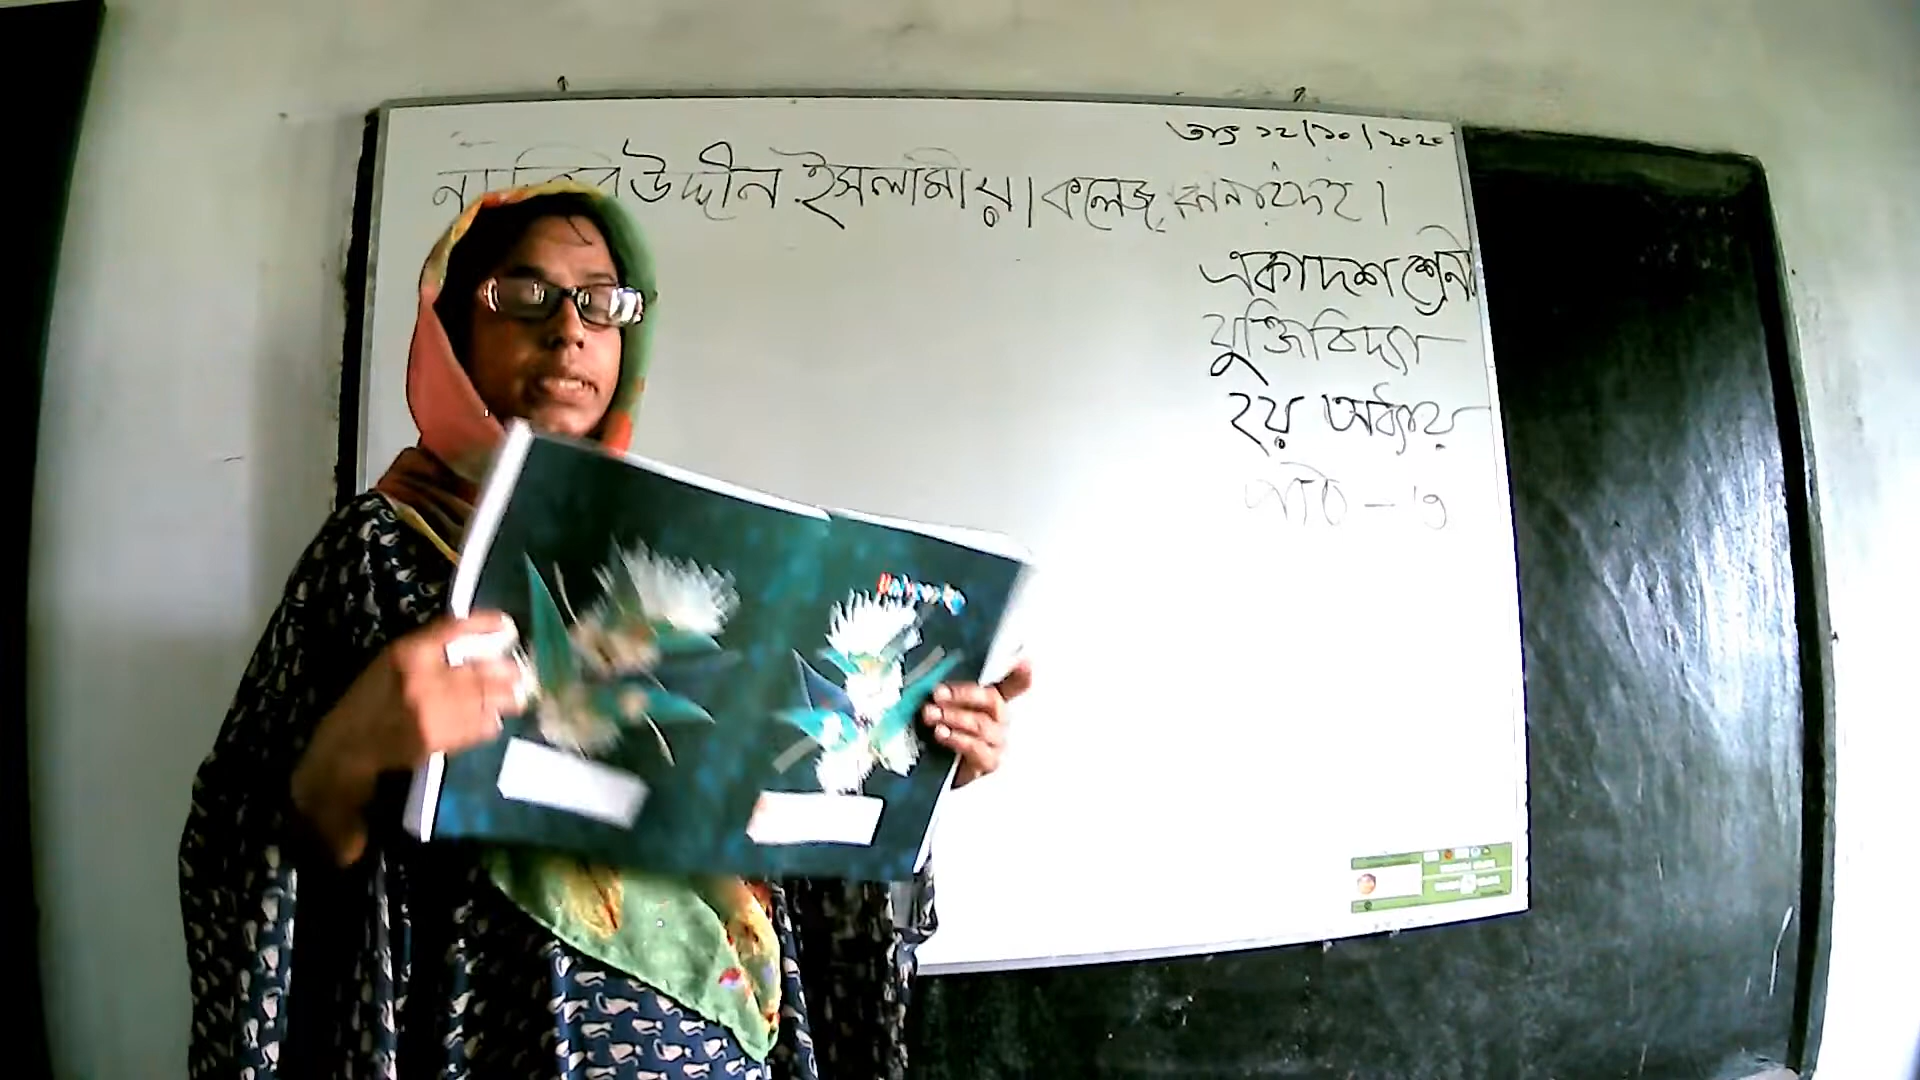 তাং ১২/১০/২০২০
উদ্দীন ইসলামীয়া কলেজ,
একাদশ শ্রেনী
যুক্তিবিদ্যা
২য় অধ্যায়
পাঠ - ৩